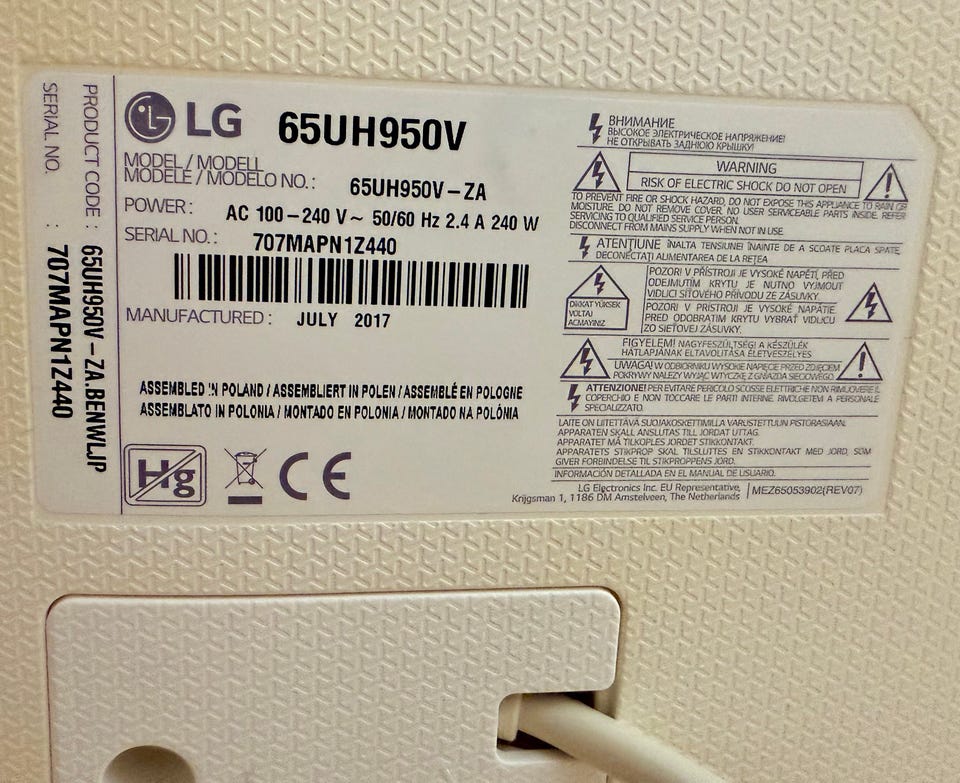 SERIAL NO. : 707MAPN1Z440
PRODUCT CODE : 65UH950V-ZA.BENWLJP
LG 65UH950V
MODEL / MODELL
MODELE / MODELO NO. : 65UH950V-ZA
POWER : AC 100-240 V~ 50/60 Hz 2.4 A 240 W
SERIAL NO. : 707MAPN1Z440
MANUFACTURED : JULY 2017
ASSEMBLED IN POLAND / ASSEMBLIERT IN POLEN / ASSEMBLÉ EN POLOGNE
ASSEMBLATO IN POLONIA / MONTADO EN POLONIA / MONTADO NA POLÓNIA
Hg
CE
ВНИМАНИЕ
ВЫСОКОЕ ЭЛЕКТРИЧЕСКОЕ НАПРЯЖЕНИЕ!
НЕ ОТКРЫВАТЬ ЗАДНЮЮ КРЫШКУ!
WARNING
RISK OF ELECTRIC SHOCK DO NOT OPEN
TO PREVENT FIRE OR SHOCK HAZARD, DO NOT EXPOSE THIS APPLIANCE TO RAIN OR
MOISTURE. DO NOT REMOVE COVER. NO USER SERVICEABLE PARTS INSIDE. REFER
SERVICING TO QUALIFIED SERVICE PERSON.
DISCONNECT FROM MAINS SUPPLY WHEN NOT IN USE.
ATENȚIUNE ÎNALTA TENSIUNE! ÎNAINTE DE A SCOATE PLACA SPATE,
DECONECTAȚI ALIMENTAREA DE LA REȚEA
DİKKAT YÜKSEK
VOLTAJ
AÇMAYINIZ
POZOR! V PŘÍSTROJI JE VYSOKÉ NAPĚTÍ, PŘED
ODEJMUTÍM KRYTU JE NUTNO VYJMOUT
VIDLICI SÍŤOVÉHO PŘÍVODU ZE ZÁSUVKY.
POZOR! V PRÍSTROJI JE VYSOKÉ NAPÄTIE.
PRED ODOBRATIM KRYTU VYBRAŤ VIDLICU
ZO SIEŤOVEJ ZÁSUVKY.
FIGYELEM! NAGYFESZÜLTSÉG! A KÉSZÜLÉK
HÁTLAPJÁNAK ELTÁVOLÍTÁSA ÉLETVESZÉLYES
UWAGA! W ODBIORNIKU WYSOKIE NAPIĘCIE PRZED ZDJĘCIEM
POKRYWY NALEŻY WYJĄĆ WTYCZKĘ Z GNIAZDA SIECIOWEGO
ATTENZIONE! PER EVITARE PERICOLO SCOSSE ELETTRICHE NON RIMUOVERE IL
COPERCHIO E NON TOCCARE LE PARTI INTERNE. RIVOLGETEVI A PERSONALE
SPECIALIZZATO.
LAITE ON LIITETTÄVÄ SUOJAKOSKETTIMILLA VARUSTETTUUN PISTORASIAAN.
APPARATEN SKALL ANSLUTAS TILL JORDAT UTTAG.
APPARATET MÅ TILKOPLES JORDET STIKKONTAKT.
APPARATETS STIKPROP SKAL TILSLUTTES EN STIKKONTAKT MED JORD, SOM
GIVER FORBINDELSE TIL STIKPROPPENS JORD.
INFORMACIÓN DETALLADA EN EL MANUAL DE USUARIO.
LG Electronics Inc. EU Representative,
Krijgsman 1, 1186 DM Amstelveen, The Netherlands
MEZ65053902(REV07)